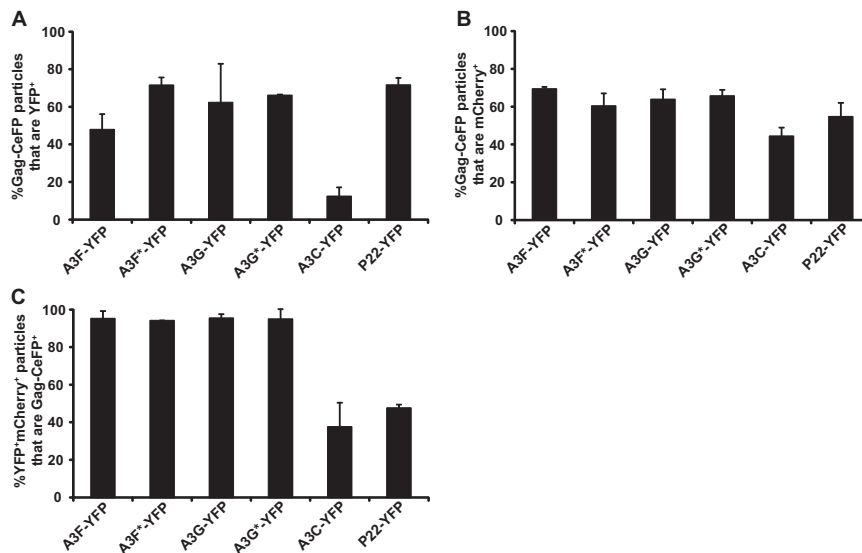 A
%Gag-CeFP particles
that are YFP+
100
80
60
40
20
0
A3F-YFP
A3F*-YFP
A3G-YFP
A3G*-YFP
A3C-YFP
P22-YFP
B
%Gag-CeFP particles
that are mCherry+
100
80
60
40
20
0
A3F-YFP
A3F*-YFP
A3G-YFP
A3G*-YFP
A3C-YFP
P22-YFP
C
%YFP+mCherry+ particles
that are Gag-CeFP+
100
80
60
40
20
0
A3F-YFP
A3F*-YFP
A3G-YFP
A3G*-YFP
A3C-YFP
P22-YFP